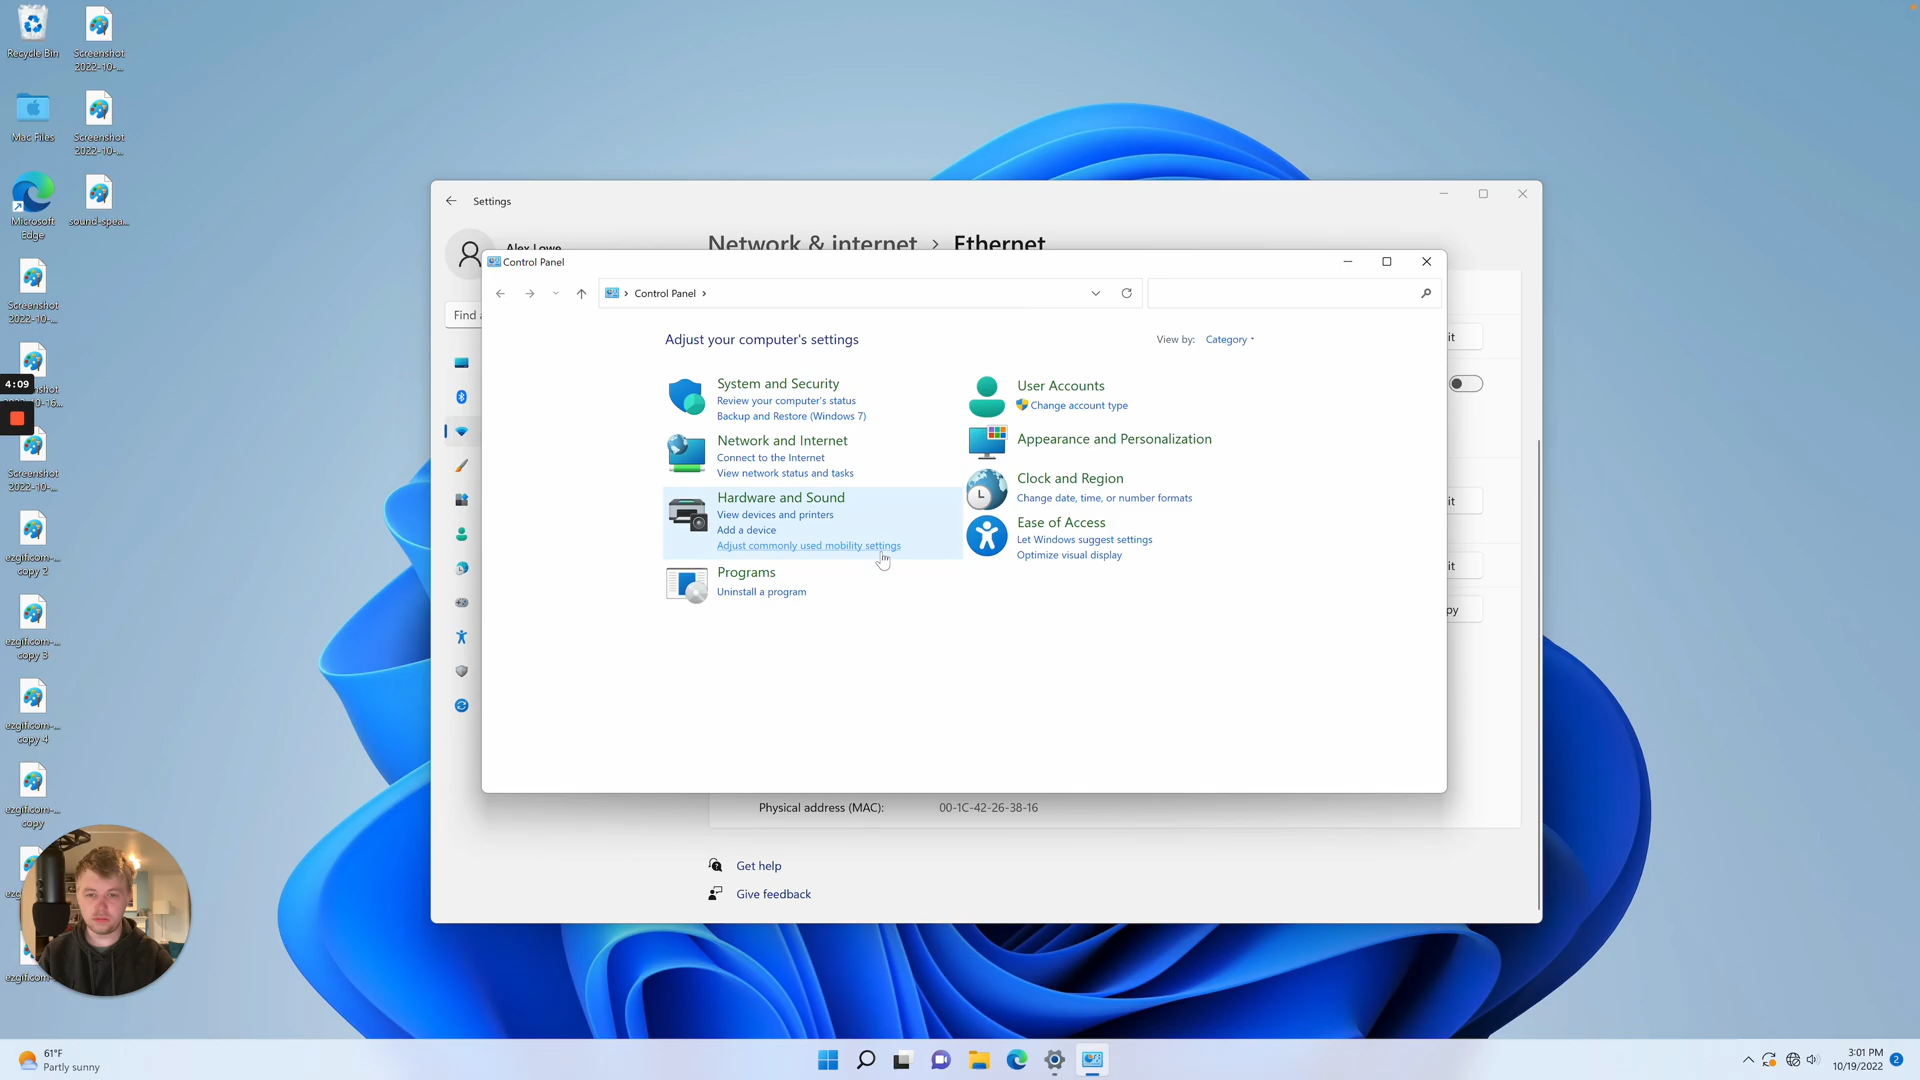 Recycle Bin
Screenshot
2022-10-...
Mac Files
Screenshot
2022-10-...
Microsoft
Edge
sound-spea...
Screenshot
2022-10-...
4:09
Screenshot
2022-10-...
ezgif.com-...
copy 2
ezgif.com-...
copy 3
ezgif.com-...
copy 4
ezgif.com-...
copy
ezgif.com-...
Settings
Alex Lowe
Network & internet > Ethernet
Find a
Control Panel
Control Panel
Adjust your computer's settings
View by: Category
System and Security
Review your computer's status
Backup and Restore (Windows 7)
Network and Internet
Connect to the Internet
View network status and tasks
Hardware and Sound
View devices and printers
Add a device
Adjust commonly used mobility settings
Programs
Uninstall a program
User Accounts
Change account type
Appearance and Personalization
Clock and Region
Change date, time, or number formats
Ease of Access
Let Windows suggest settings
Optimize visual display
Physical address (MAC): 00-1C-42-26-38-16
Get help
Give feedback
61°F
Partly sunny
3:01 PM
10/19/2022
2